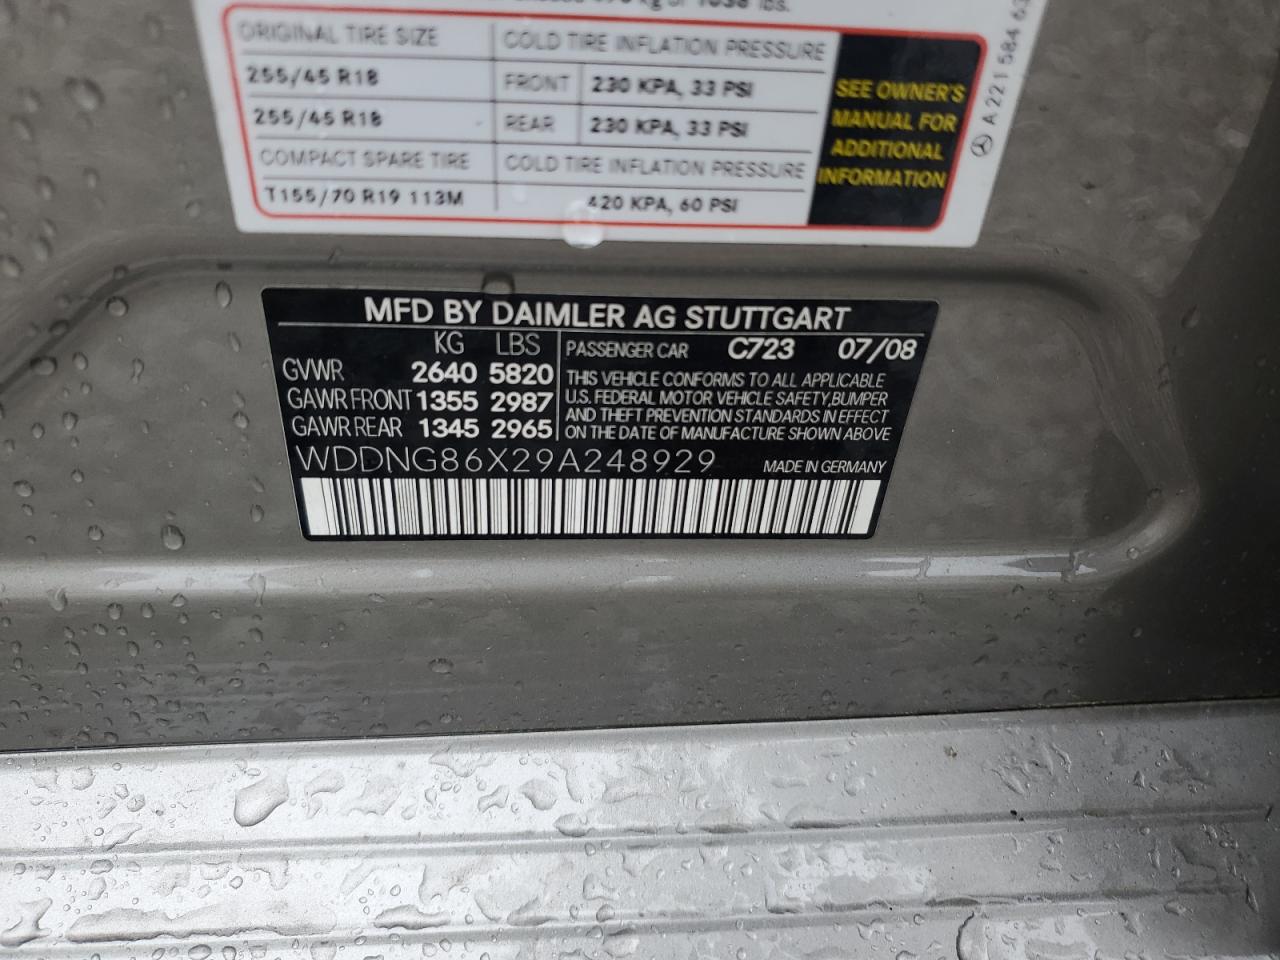 kg or 1058 lbs.
ORIGINAL TIRE SIZE COLD TIRE INFLATION PRESSURE
255/45 R18 FRONT 230 KPA, 33 PSI
255/45 R18 REAR 230 KPA, 33 PSI
COMPACT SPARE TIRE COLD TIRE INFLATION PRESSURE
T155/70 R19 113M 420 KPA, 60 PSI
SEE OWNER'S
MANUAL FOR
ADDITIONAL
INFORMATION
A 221 584 63
MFD BY DAIMLER AG STUTTGART
KG LBS
GVWR 2640 5820
GAWR FRONT 1355 2987
GAWR REAR 1345 2965
PASSENGER CAR C723 07/08
THIS VEHICLE CONFORMS TO ALL APPLICABLE
U.S. FEDERAL MOTOR VEHICLE SAFETY, BUMPER
AND THEFT PREVENTION STANDARDS IN EFFECT
ON THE DATE OF MANUFACTURE SHOWN ABOVE
WDDNG86X29A248929 MADE IN GERMANY